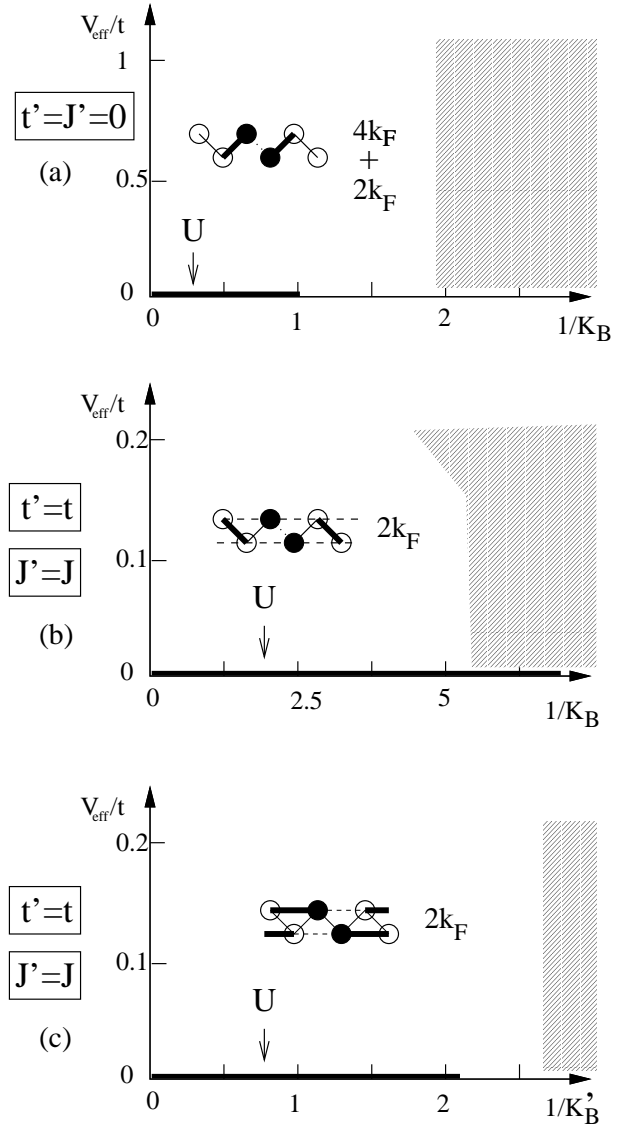 V_eff/t
1
t'=J'=0
4k_F
+
2k_F
(a)
0.5
U
0
0
1
2
1/K_B
V_eff/t
0.2
t'=t
2k_F
J'=J
0.1
U
(b)
0
0
2.5
5
1/K_B
V_eff/t
0.2
t'=t
2k_F
J'=J
0.1
U
(c)
0
0
1
2
1/K_B'